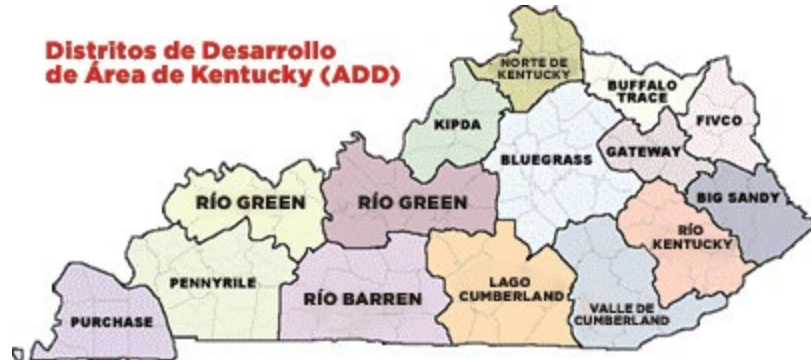 Distritos de Desarrollo
de Área de Kentucky (ADD)
NORTE DE
KENTUCKY
BUFFALO
TRACE
FIVCO
KIPDA
BLUEGRASS
GATEWAY
BIG SANDY
RÍO GREEN
RÍO GREEN
RÍO
KENTUCKY
PENNYRILE
RÍO BARREN
LAGO
CUMBERLAND
VALLE DE
CUMBERLAND
PURCHASE